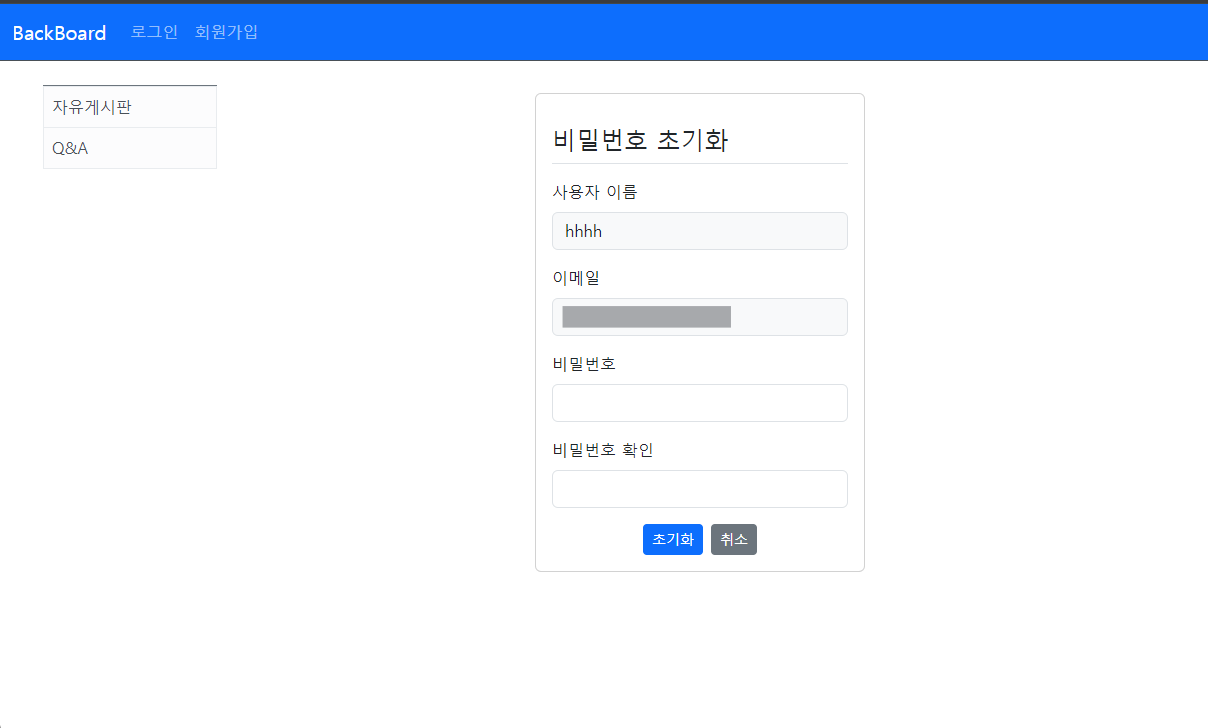 BackBoard 로그인 회원가입
자유게시판
Q&A
비밀번호 초기화
사용자 이름
hhhh
이메일
비밀번호
비밀번호 확인
초기화 취소